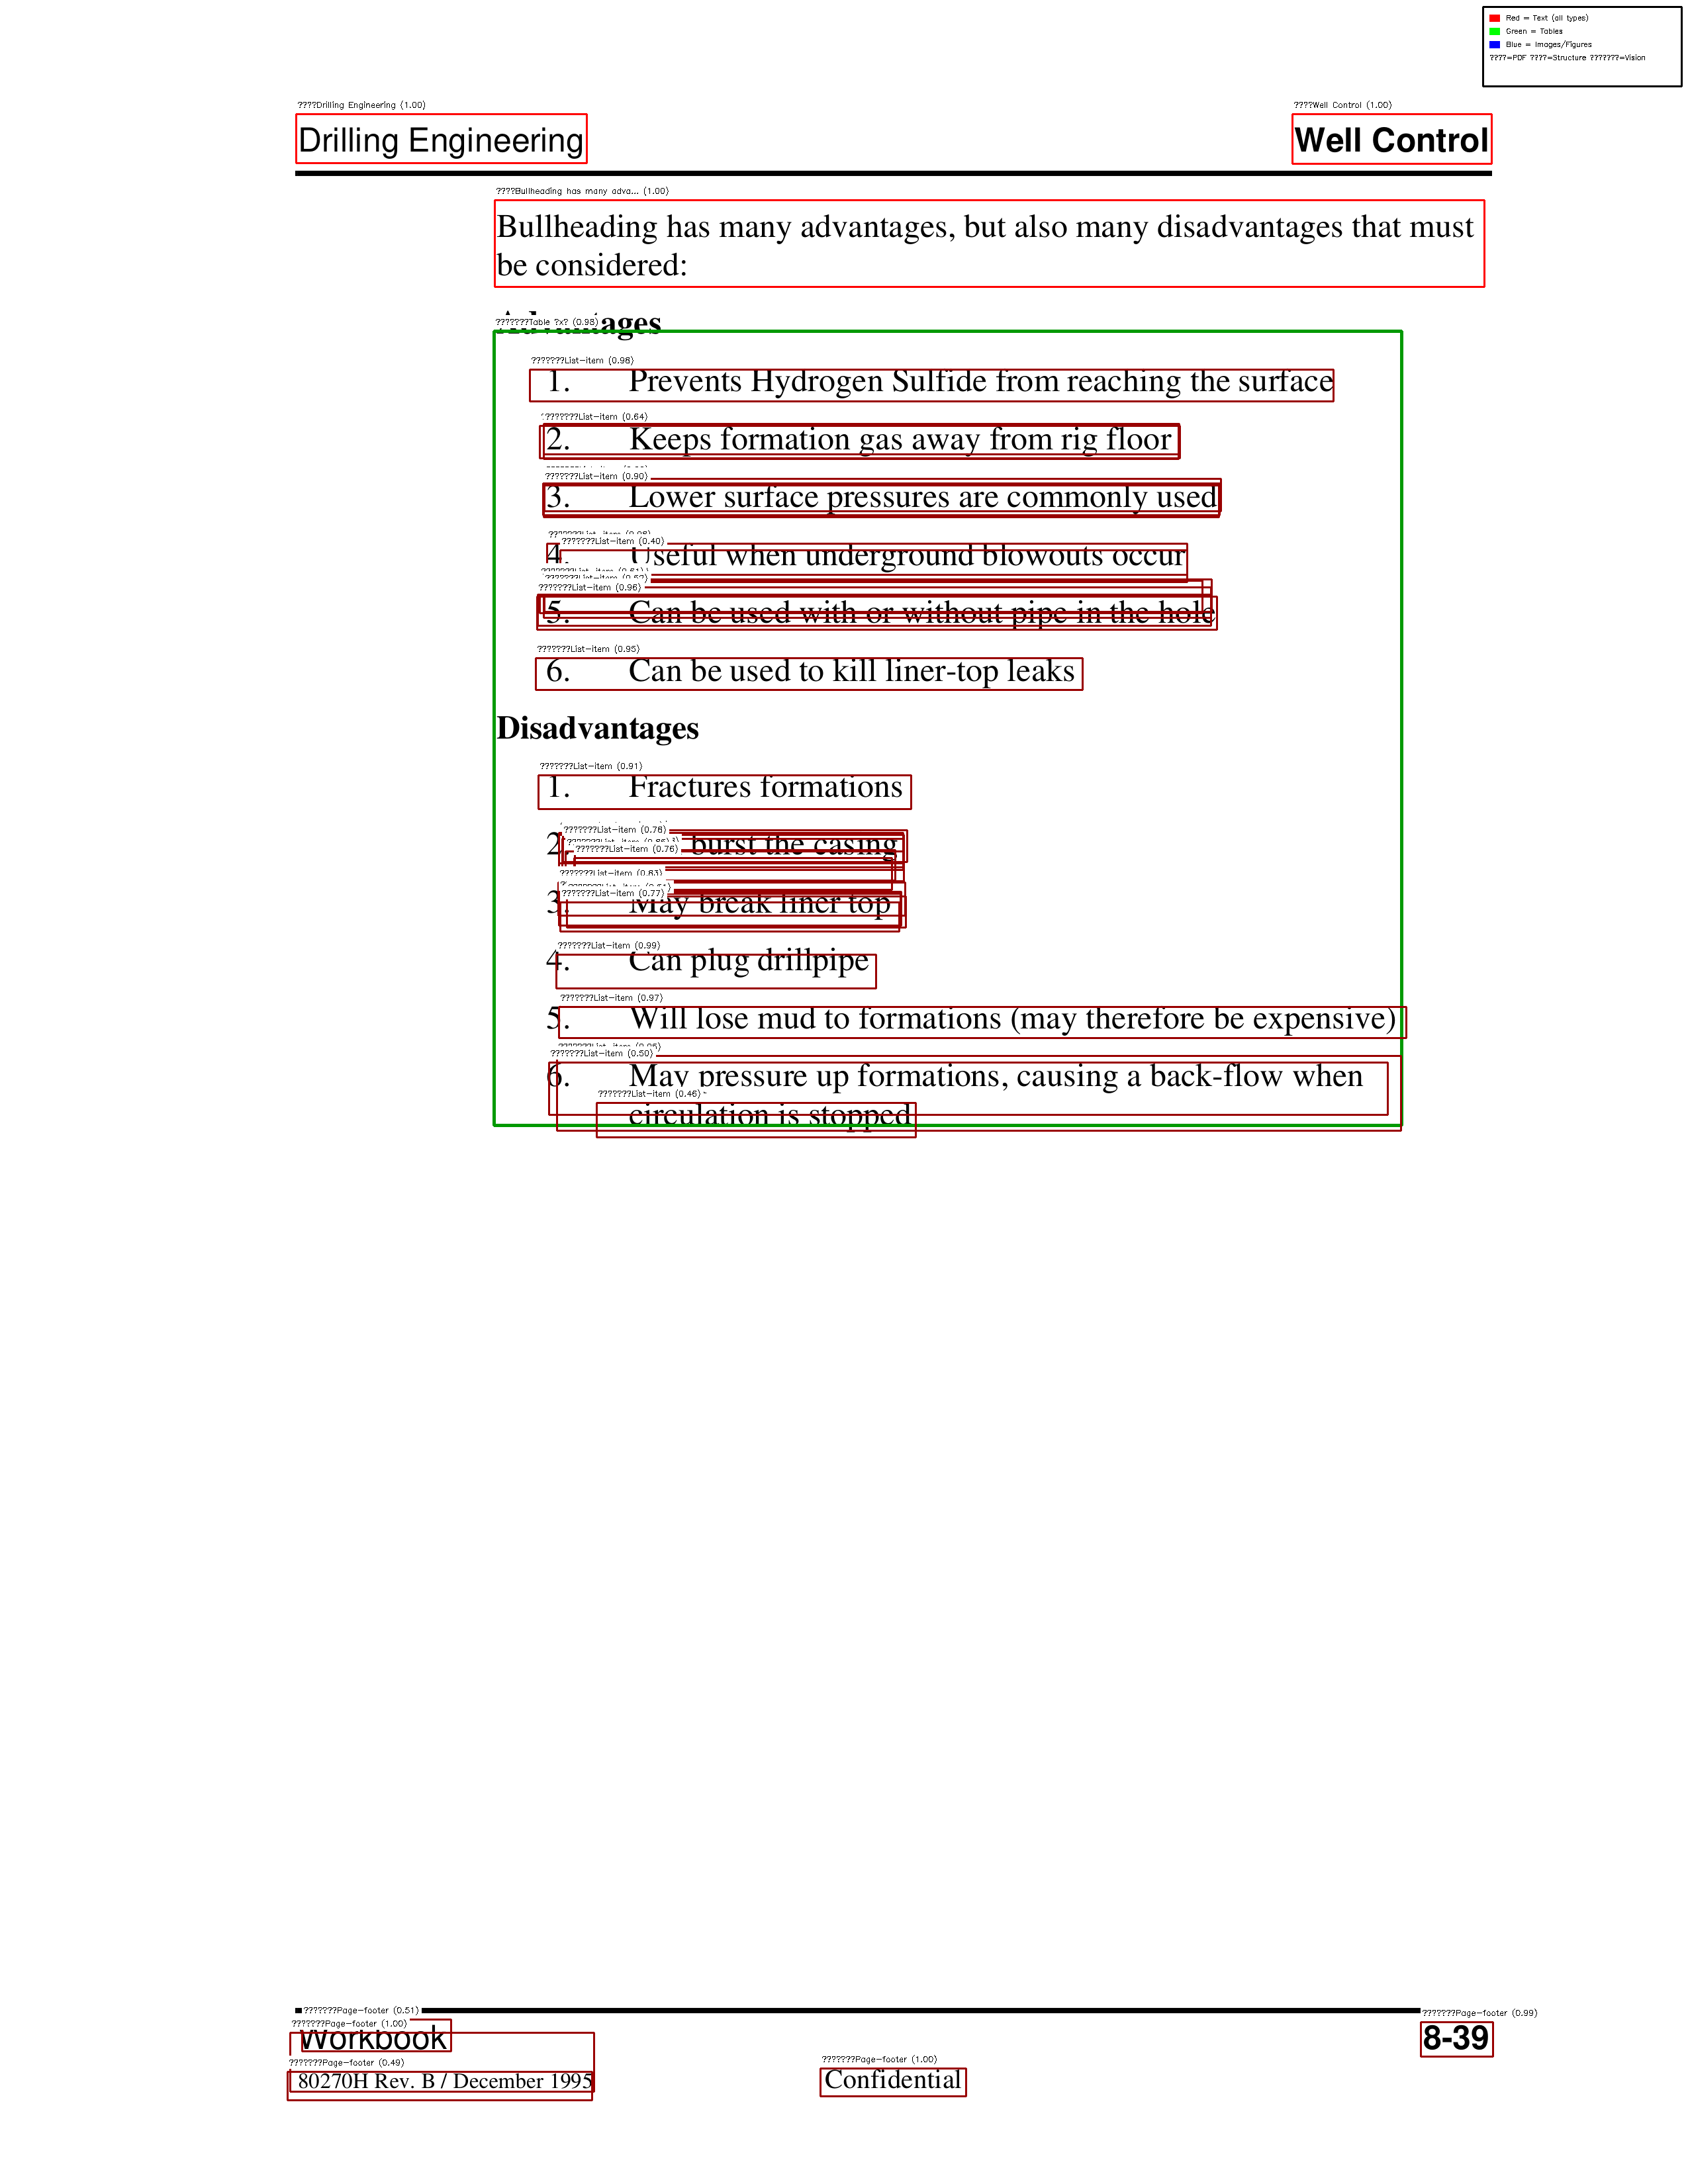 Red = Text (all types)
Green = Tables
Blue = Images/Figures
????=PDF ????=Structure ???????=Vision
????Drilling Engineering (1.00)
????Well Control (1.00)
Drilling Engineering
Well Control
????Bullheading has many adva... (1.00)
Bullheading has many advantages, but also many disadvantages that must
be considered:
Advantages
???????Table ?x? (0.98)
???????List-item (0.98)
1. Prevents Hydrogen Sulfide from reaching the surface
???????List-item (0.64)
2. Keeps formation gas away from rig floor
???????List-item (0.90)
3. Lower surface pressures are commonly used
???????List-item (0.40)
4. Useful when underground blowouts occur
???????List-item (0.96)
5. Can be used with or without pipe in the hole
???????List-item (0.95)
6. Can be used to kill liner-top leaks
Disadvantages
???????List-item (0.91)
1. Fractures formations
???????List-item (0.78)
2 burst the casing
???????List-item (0.76)
???????List-item (0.83)
???????List-item (0.77)
3 May break liner top
???????List-item (0.99)
4. Can plug drillpipe
???????List-item (0.97)
5. Will lose mud to formations (may therefore be expensive)
???????List-item (0.50)
6. May pressure up formations, causing a back-flow when
???????List-item (0.46)
circulation is stopped
???????Page-footer (0.51)
???????Page-footer (0.99)
???????Page-footer (1.00)
Workbook
8-39
???????Page-footer (0.49)
???????Page-footer (1.00)
80270H Rev. B / December 1995
Confidential